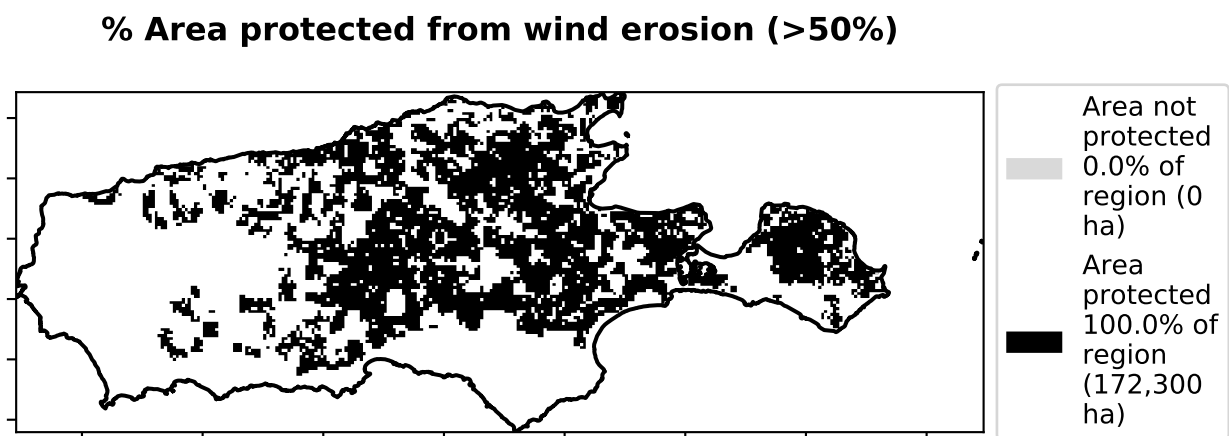 % Area protected from wind erosion (>50%)
Area not
protected
0.0% of
region (0
ha)
Area
protected
100.0% of
region
(172,300
ha)